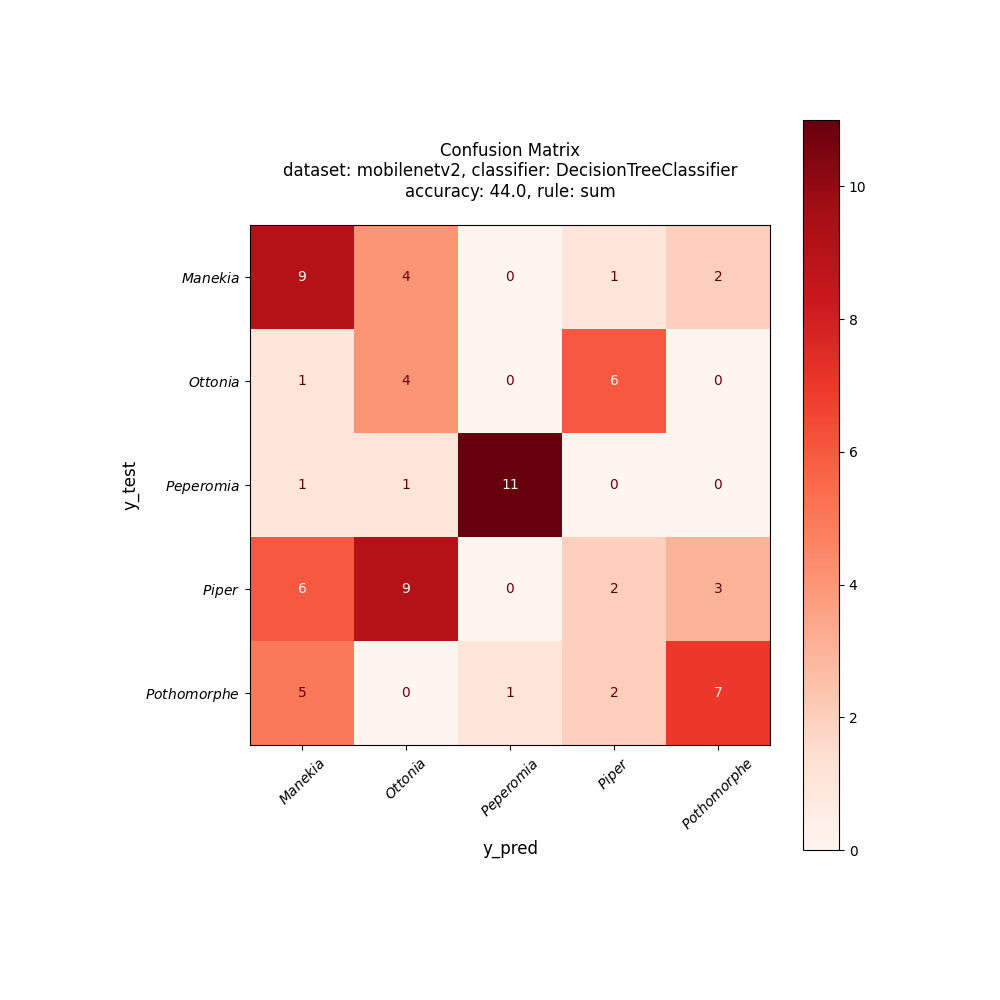 Confusion Matrix
dataset: mobilenetv2, classifier: DecisionTreeClassifier
accuracy: 44.0, rule: sum
Manekia 9 4 0 1 2
Ottonia 1 4 0 6 0
Peperomia 1 1 11 0 0
Piper 6 9 0 2 3
Pothomorphe 5 0 1 2 7
Manekia Ottonia Peperomia Piper Pothomorphe
y_pred
y_test
10
8
6
4
2
0